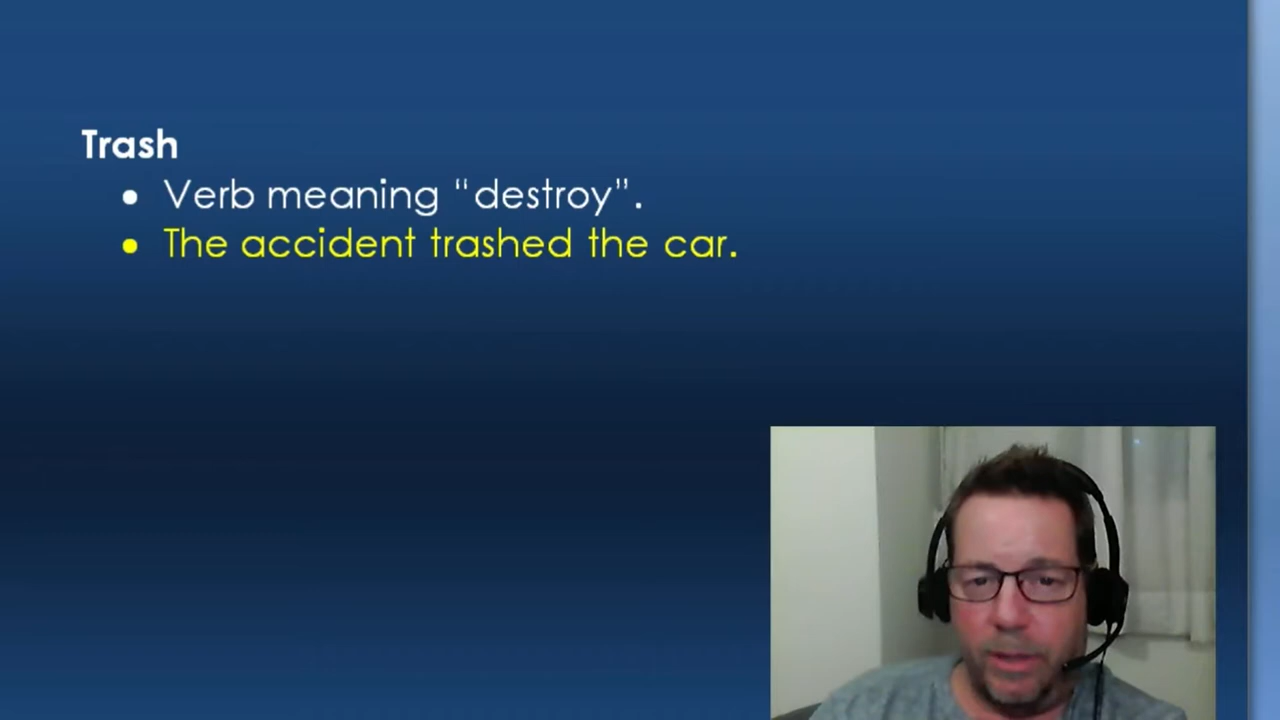 Trash
• Verb meaning “destroy”.
• The accident trashed the car.